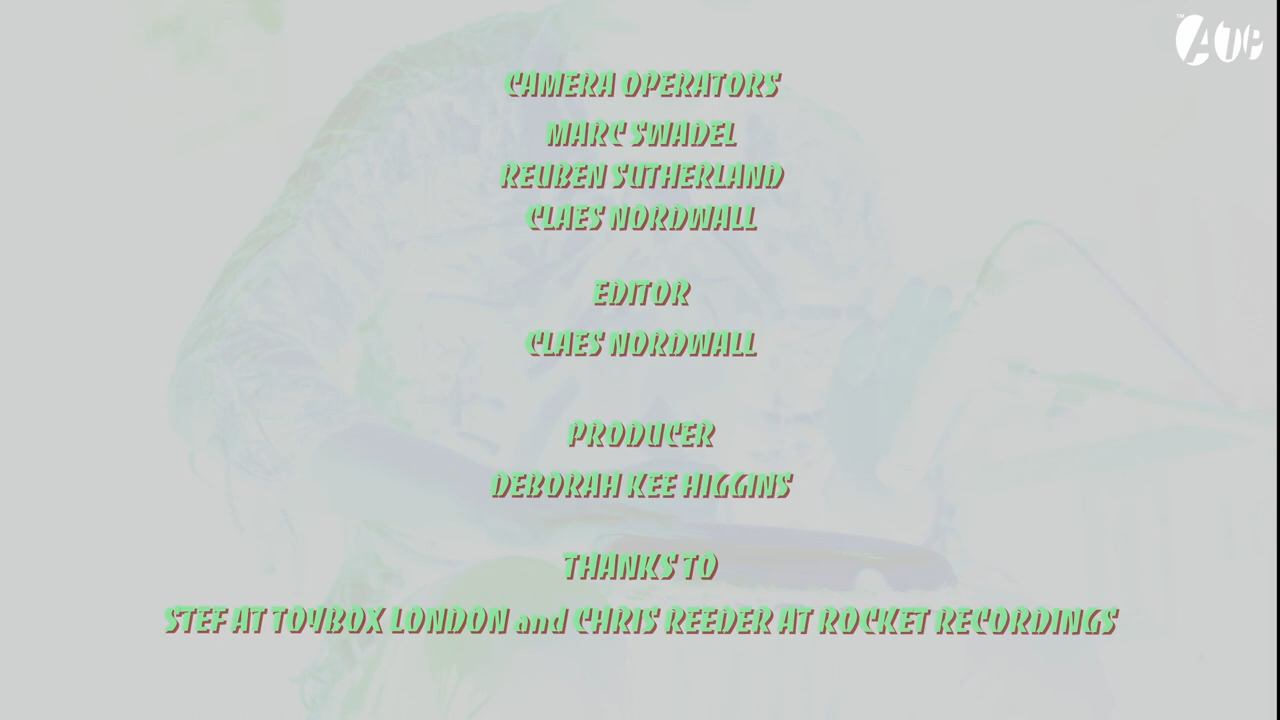 CAMERA OPERATORS
MARC SWADEL
REUBEN SUTHERLAND
CLAES NORDWALL
EDITOR
CLAES NORDWALL
PRODUCER
DEBORAH KEE HIGGINS
THANKS TO
STEF AT TOYBOX LONDON and CHRIS REEDER AT ROCKET RECORDINGS